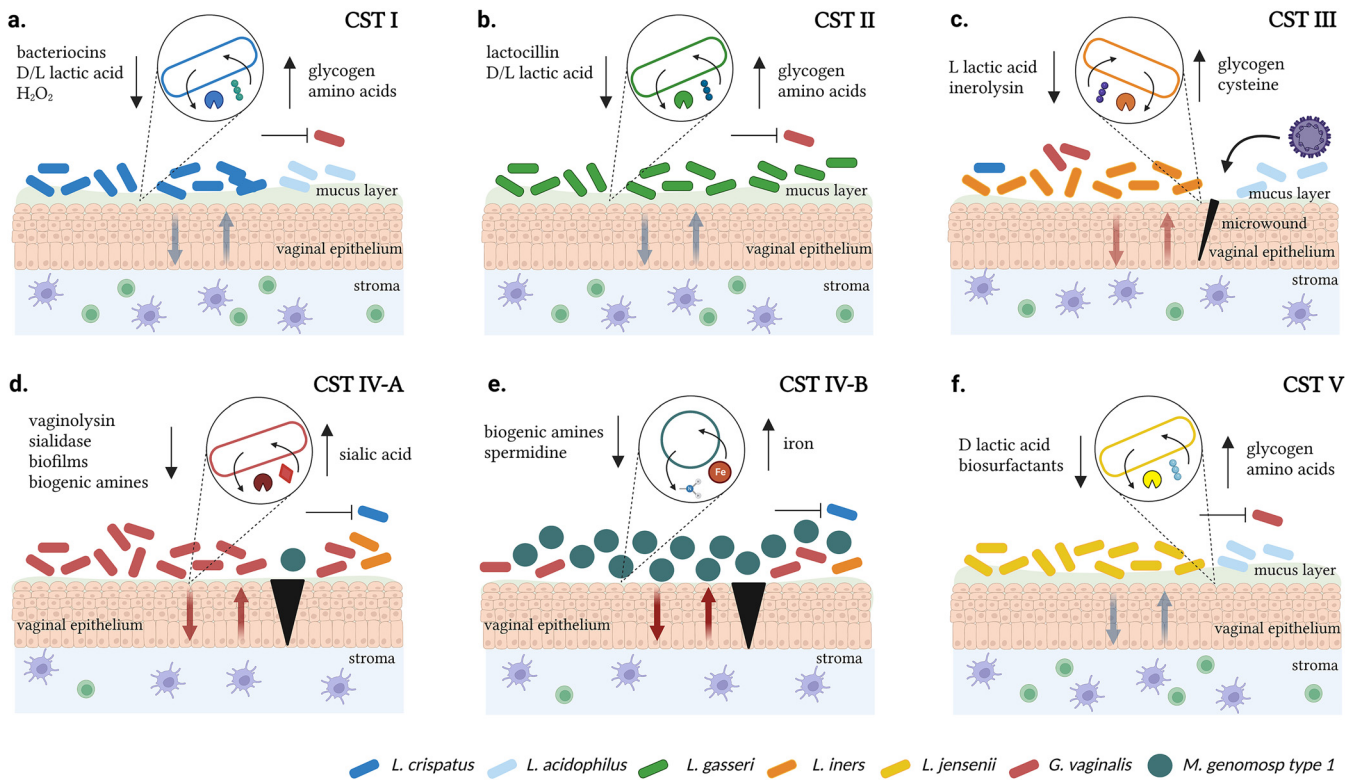 a.
CST I
bacteriocins
D/L lactic acid
H₂O₂
glycogen
amino acids
mucus layer
vaginal epithelium
stroma
b.
CST II
lactocillin
D/L lactic acid
glycogen
amino acids
mucus layer
vaginal epithelium
stroma
c.
CST III
L lactic acid
inerolysin
glycogen
cysteine
mucus layer
microwound
vaginal epithelium
stroma
d.
CST IV-A
vaginolysin
sialidase
biofilms
biogenic amines
sialic acid
vaginal epithelium
stroma
e.
CST IV-B
biogenic amines
spermidine
iron
Fe
vaginal epithelium
stroma
f.
CST V
D lactic acid
biosurfactants
glycogen
amino acids
mucus layer
vaginal epithelium
stroma
L. crispatus L. acidophilus L. gasseri L. iners L. jensenii G. vaginalis M. genomosp type 1